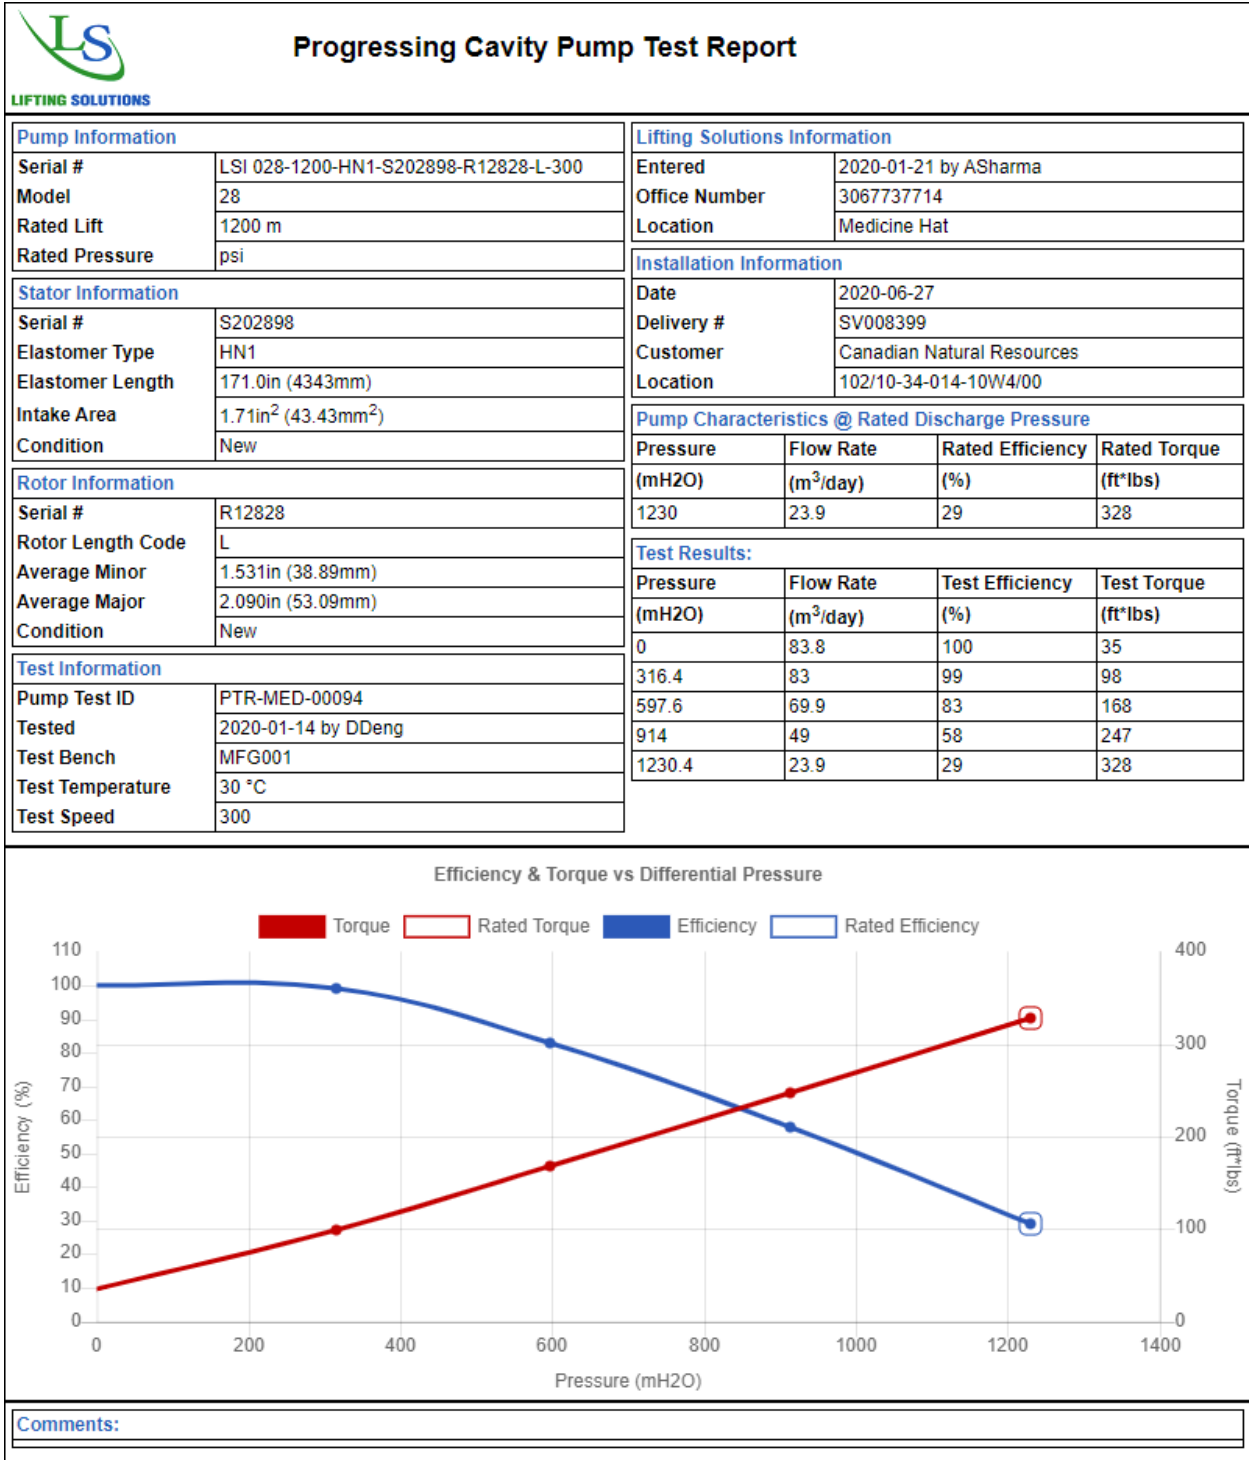 LS
LIFTING SOLUTIONS
Progressing Cavity Pump Test Report
Pump Information
Serial # LSI 028-1200-HN1-S202898-R12828-L-300
Model 28
Rated Lift 1200 m
Rated Pressure psi
Stator Information
Serial # S202898
Elastomer Type HN1
Elastomer Length 171.0in (4343mm)
Intake Area 1.71in² (43.43mm²)
Condition New
Rotor Information
Serial # R12828
Rotor Length Code L
Average Minor 1.531in (38.89mm)
Average Major 2.090in (53.09mm)
Condition New
Test Information
Pump Test ID PTR-MED-00094
Tested 2020-01-14 by DDeng
Test Bench MFG001
Test Temperature 30 °C
Test Speed 300
Lifting Solutions Information
Entered 2020-01-21 by ASharma
Office Number 3067737714
Location Medicine Hat
Installation Information
Date 2020-06-27
Delivery # SV008399
Customer Canadian Natural Resources
Location 102/10-34-014-10W4/00
Pump Characteristics @ Rated Discharge Pressure
Pressure Flow Rate Rated Efficiency Rated Torque
(mH2O) (m³/day) (%) (ft*lbs)
1230 23.9 29 328
Test Results:
Pressure Flow Rate Test Efficiency Test Torque
(mH2O) (m³/day) (%) (ft*lbs)
0 83.8 100 35
316.4 83 99 98
597.6 69.9 83 168
914 49 58 247
1230.4 23.9 29 328
Efficiency & Torque vs Differential Pressure
Torque Rated Torque Efficiency Rated Efficiency
110
100
90
80
70
60
50
40
30
20
10
0
Efficiency (%)
400
300
200
100
0
Torque (ft*lbs)
0 200 400 600 800 1000 1200 1400
Pressure (mH2O)
Comments: